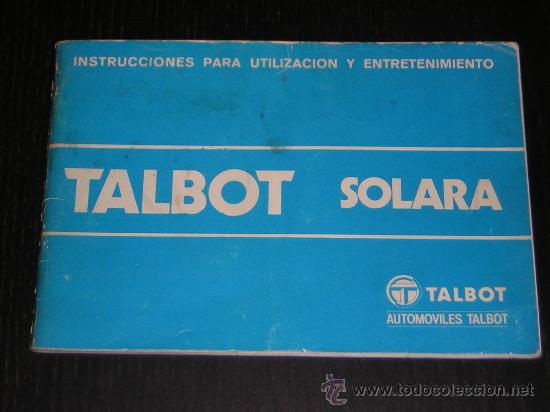 INSTRUCCIONES PARA UTILIZACION Y ENTRETENIMIENTO
TALBOT SOLARA
TALBOT
AUTOMOVILES TALBOT
www.todocoleccion.net